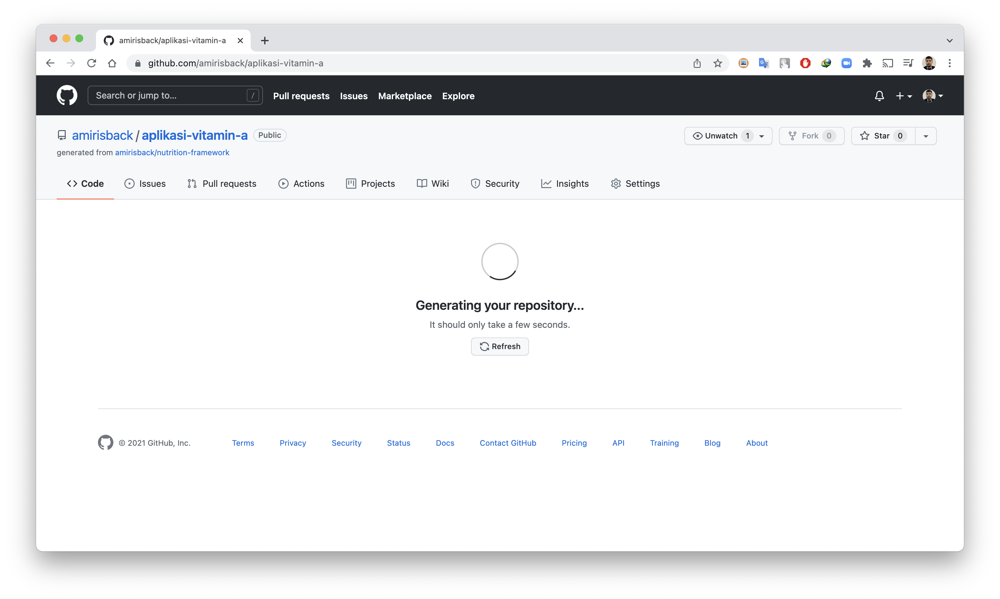 amirisback/aplikasi-vitamin-a
github.com/amirisback/aplikasi-vitamin-a
Search or jump to... / Pull requests Issues Marketplace Explore
amirisback / aplikasi-vitamin-a Public Unwatch 1 Fork 0 Star 0
generated from amirisback/nutrition-framework
Code Issues Pull requests Actions Projects Wiki Security Insights Settings
Generating your repository...
It should only take a few seconds.
Refresh
© 2021 GitHub, Inc. Terms Privacy Security Status Docs Contact GitHub Pricing API Training Blog About